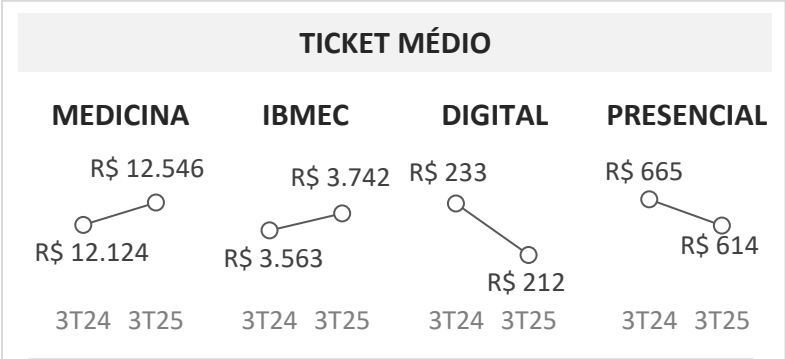 TICKET MÉDIO
MEDICINA IBMEC DIGITAL PRESENCIAL
R$ 12.546
R$ 12.124
R$ 3.742
R$ 3.563
R$ 233
R$ 212
R$ 665
R$ 614
3T24 3T25 3T24 3T25 3T24 3T25 3T24 3T25